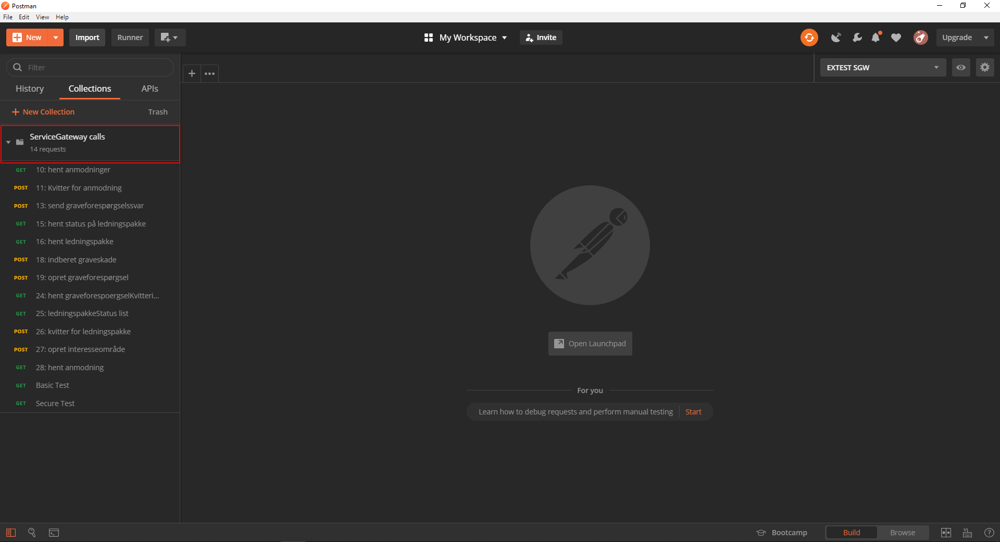 Postman
File Edit View Help
New Import Runner My Workspace Invite Upgrade
Filter
History Collections APIs
EXTEST SGW
New Collection Trash
ServiceGateway calls
14 requests
GET 10: hent anmodninger
POST 11: Kvitter for anmodning
POST 13: send graveforespørgselssvar
GET 15: hent status på ledningspakke
GET 16: hent ledningspakke
POST 18: indberet graveskade
POST 19: opret graveforespørgsel
GET 24: hent graveforespoergselKvitteri...
GET 25: ledningspakkeStatus list
POST 26: kvitter for ledningspakke
POST 27: opret interesseområde
GET 28: hent anmodning
GET Basic Test
GET Secure Test
Open Launchpad
For you
Learn how to debug requests and perform manual testing Start
Bootcamp Build Browse